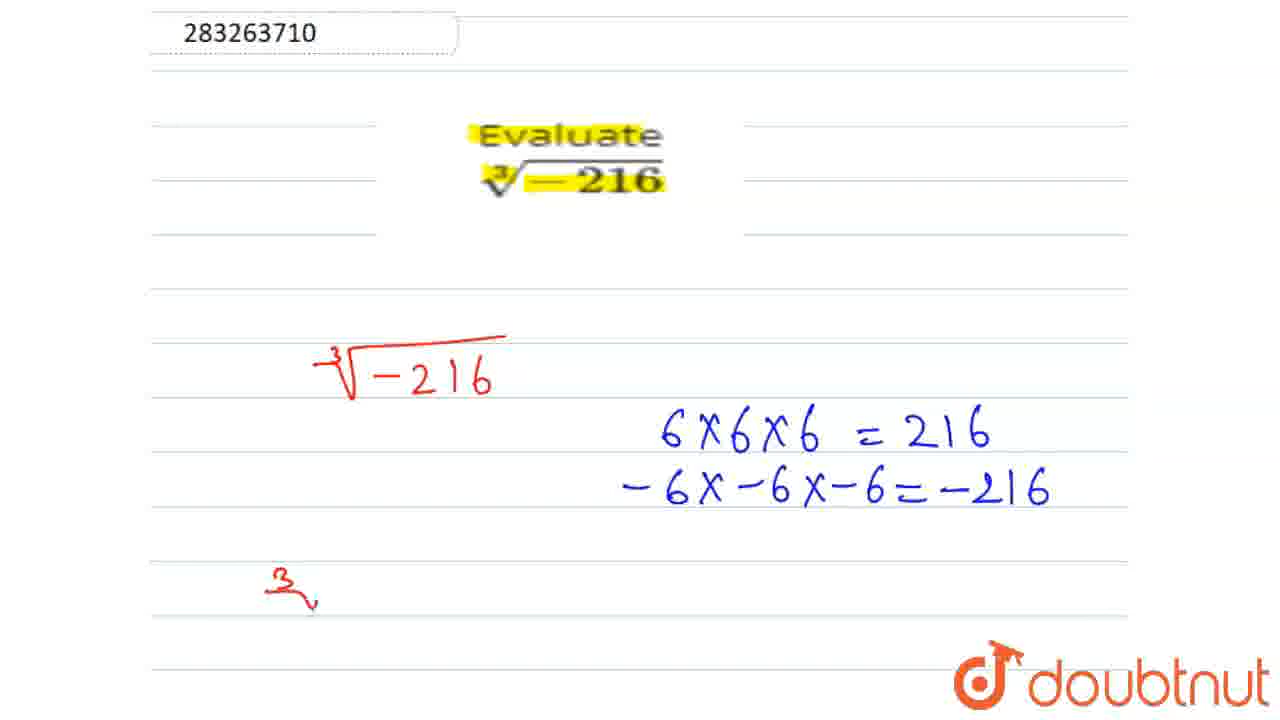 283263710
Evaluate
∛-216
∛-216
6×6×6 = 216
-6×-6×-6=-216
3
doubtnut